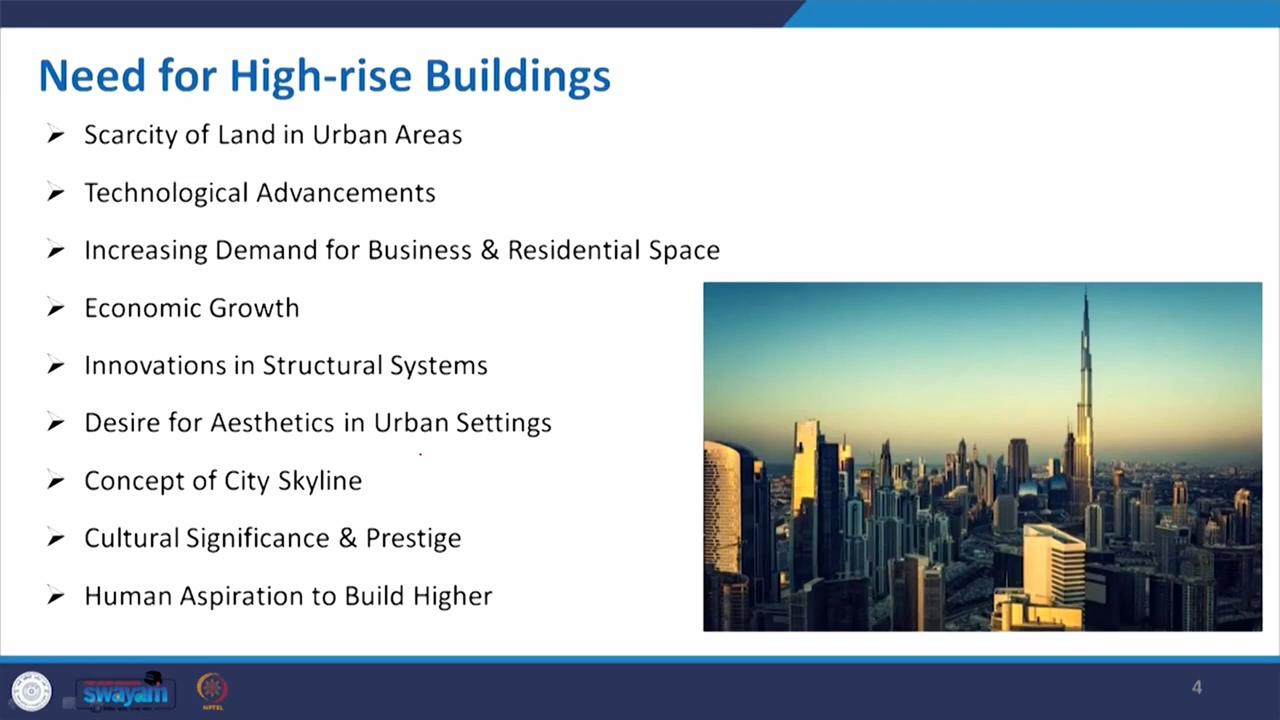 Need for High-rise Buildings
Scarcity of Land in Urban Areas
Technological Advancements
Increasing Demand for Business & Residential Space
Economic Growth
Innovations in Structural Systems
Desire for Aesthetics in Urban Settings
Concept of City Skyline
Cultural Significance & Prestige
Human Aspiration to Build Higher
swayam
NPTEL
4